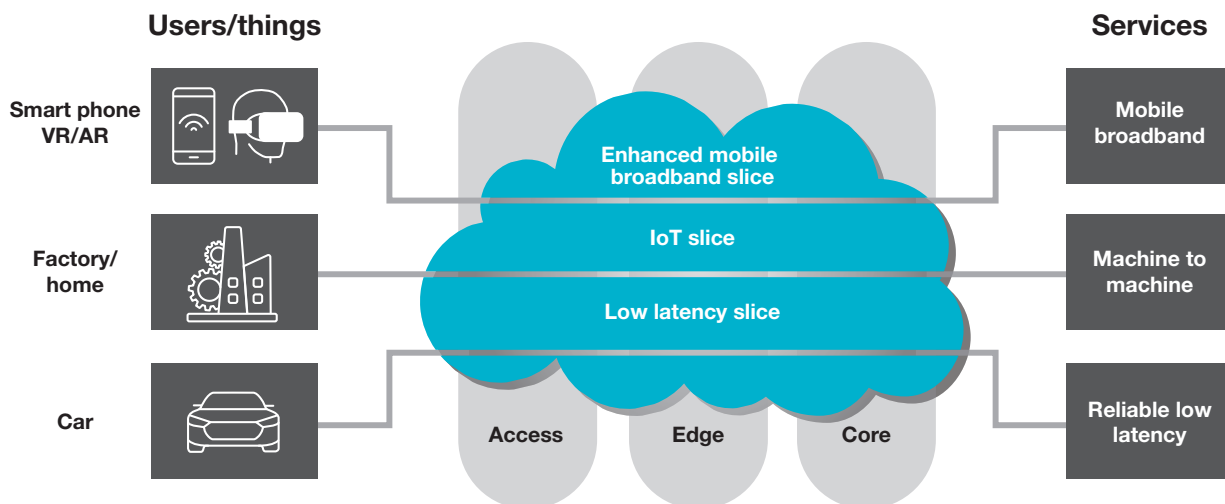 Users/things
Services
Smart phone
VR/AR
Mobile
broadband
Enhanced mobile
broadband slice
Factory/
home
IoT slice
Machine to
machine
Low latency slice
Car
Access
Edge
Core
Reliable low
latency